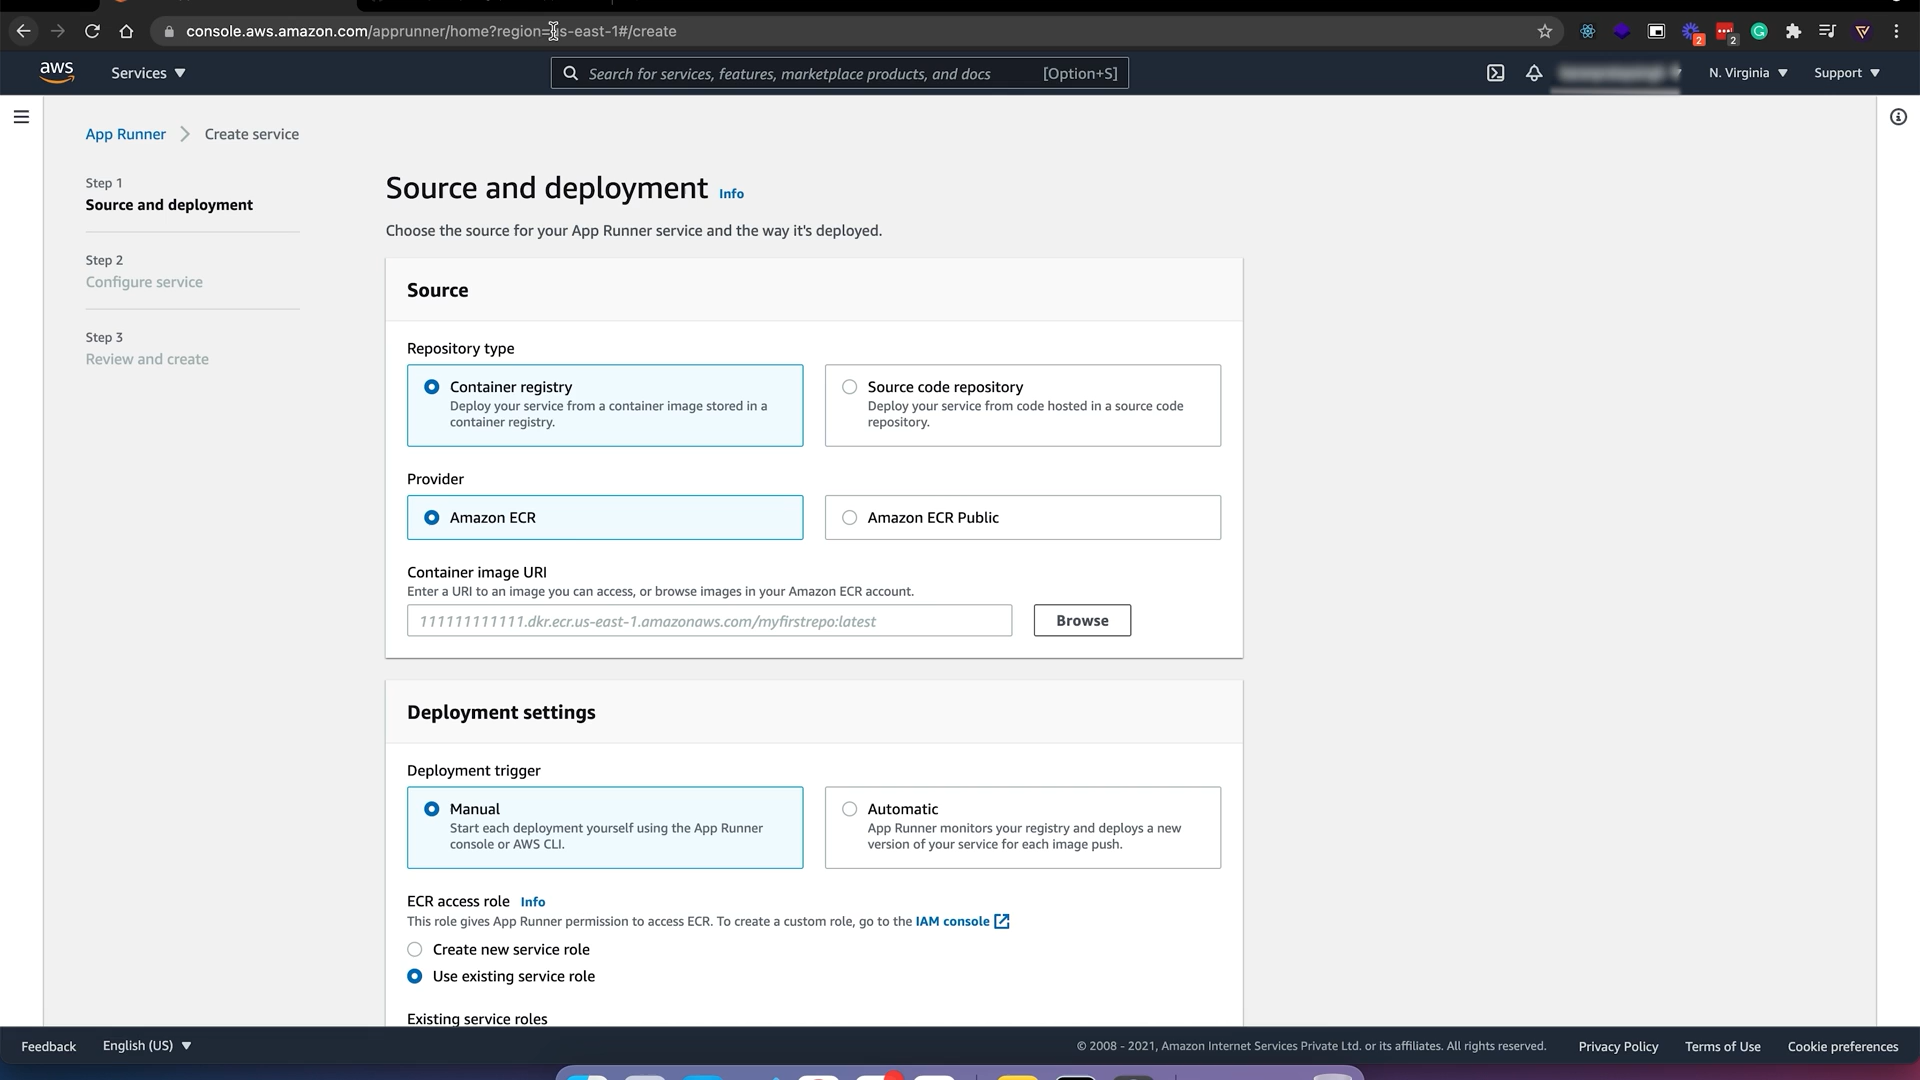 console.aws.amazon.com/apprunner/home?region=us-east-1#/create
2
2
aws
Services
Search for services, features, marketplace products, and docs [Option+S]
N. Virginia
Support
App Runner
Create service
Step 1
Source and deployment
Step 2
Configure service
Step 3
Review and create
Source and deployment Info
Choose the source for your App Runner service and the way it's deployed.
Source
Repository type
Container registry
Deploy your service from a container image stored in a
container registry.
Source code repository
Deploy your service from code hosted in a source code
repository.
Provider
Amazon ECR
Amazon ECR Public
Container image URI
Enter a URI to an image you can access, or browse images in your Amazon ECR account.
111111111111.dkr.ecr.us-east-1.amazonaws.com/myfirstrepo:latest
Browse
Deployment settings
Deployment trigger
Manual
Start each deployment yourself using the App Runner
console or AWS CLI.
Automatic
App Runner monitors your registry and deploys a new
version of your service for each image push.
ECR access role Info
This role gives App Runner permission to access ECR. To create a custom role, go to the IAM console
Create new service role
Use existing service role
Existing service roles
Feedback
English (US)
© 2008 - 2021, Amazon Internet Services Private Ltd. or its affiliates. All rights reserved.
Privacy Policy
Terms of Use
Cookie preferences